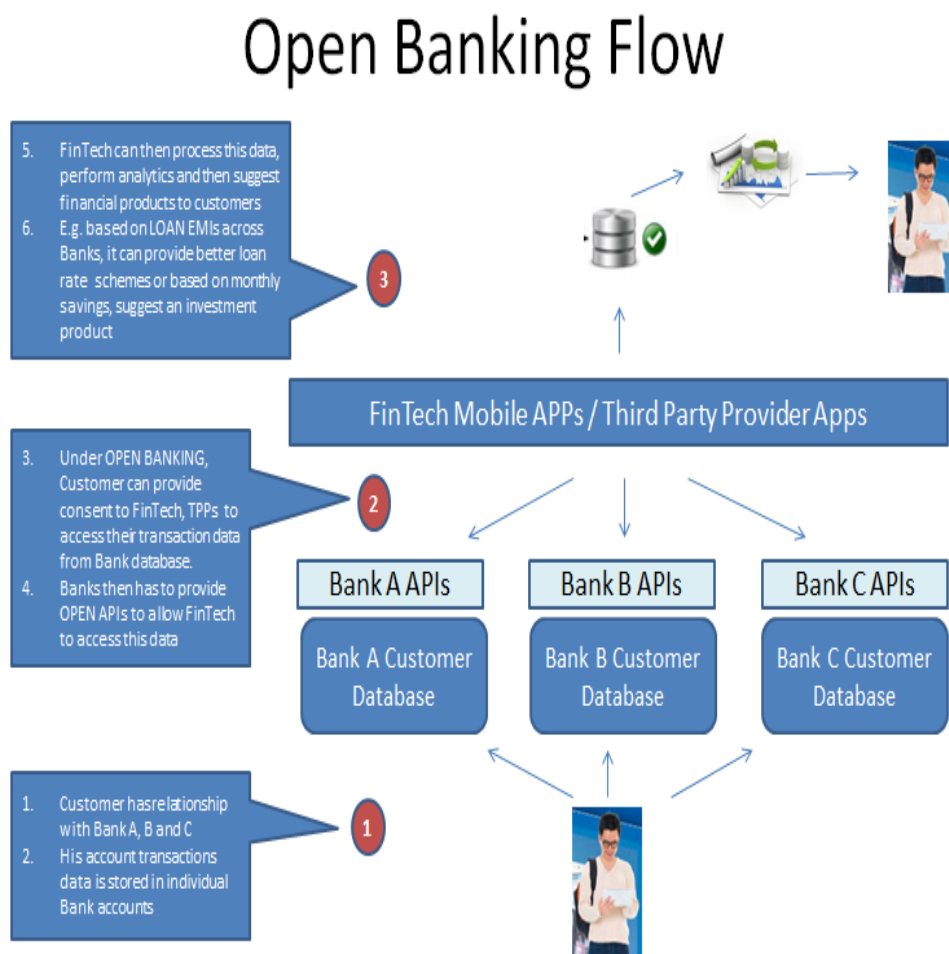 Open Banking Flow
5. FinTech can then process this data,
perform analytics and then suggest
financial products to customers
6. E.g. based on LOAN EMIs across
Banks, it can provide better loan
rate schemes or based on monthly
savings, suggest an investment
product
3
FinTech Mobile APPs / Third Party Provider Apps
3. Under OPEN BANKING,
Customer can provide
consent to FinTech, TPPs to
access their transaction data
from Bank database.
4. Banks then has to provide
OPEN APIs to allow FinTech
to access this data
2
Bank A APIs
Bank B APIs
Bank C APIs
Bank A Customer
Database
Bank B Customer
Database
Bank C Customer
Database
1. Customer has relationship
with Bank A, B and C
2. His account transactions
data is stored in individual
Bank accounts
1